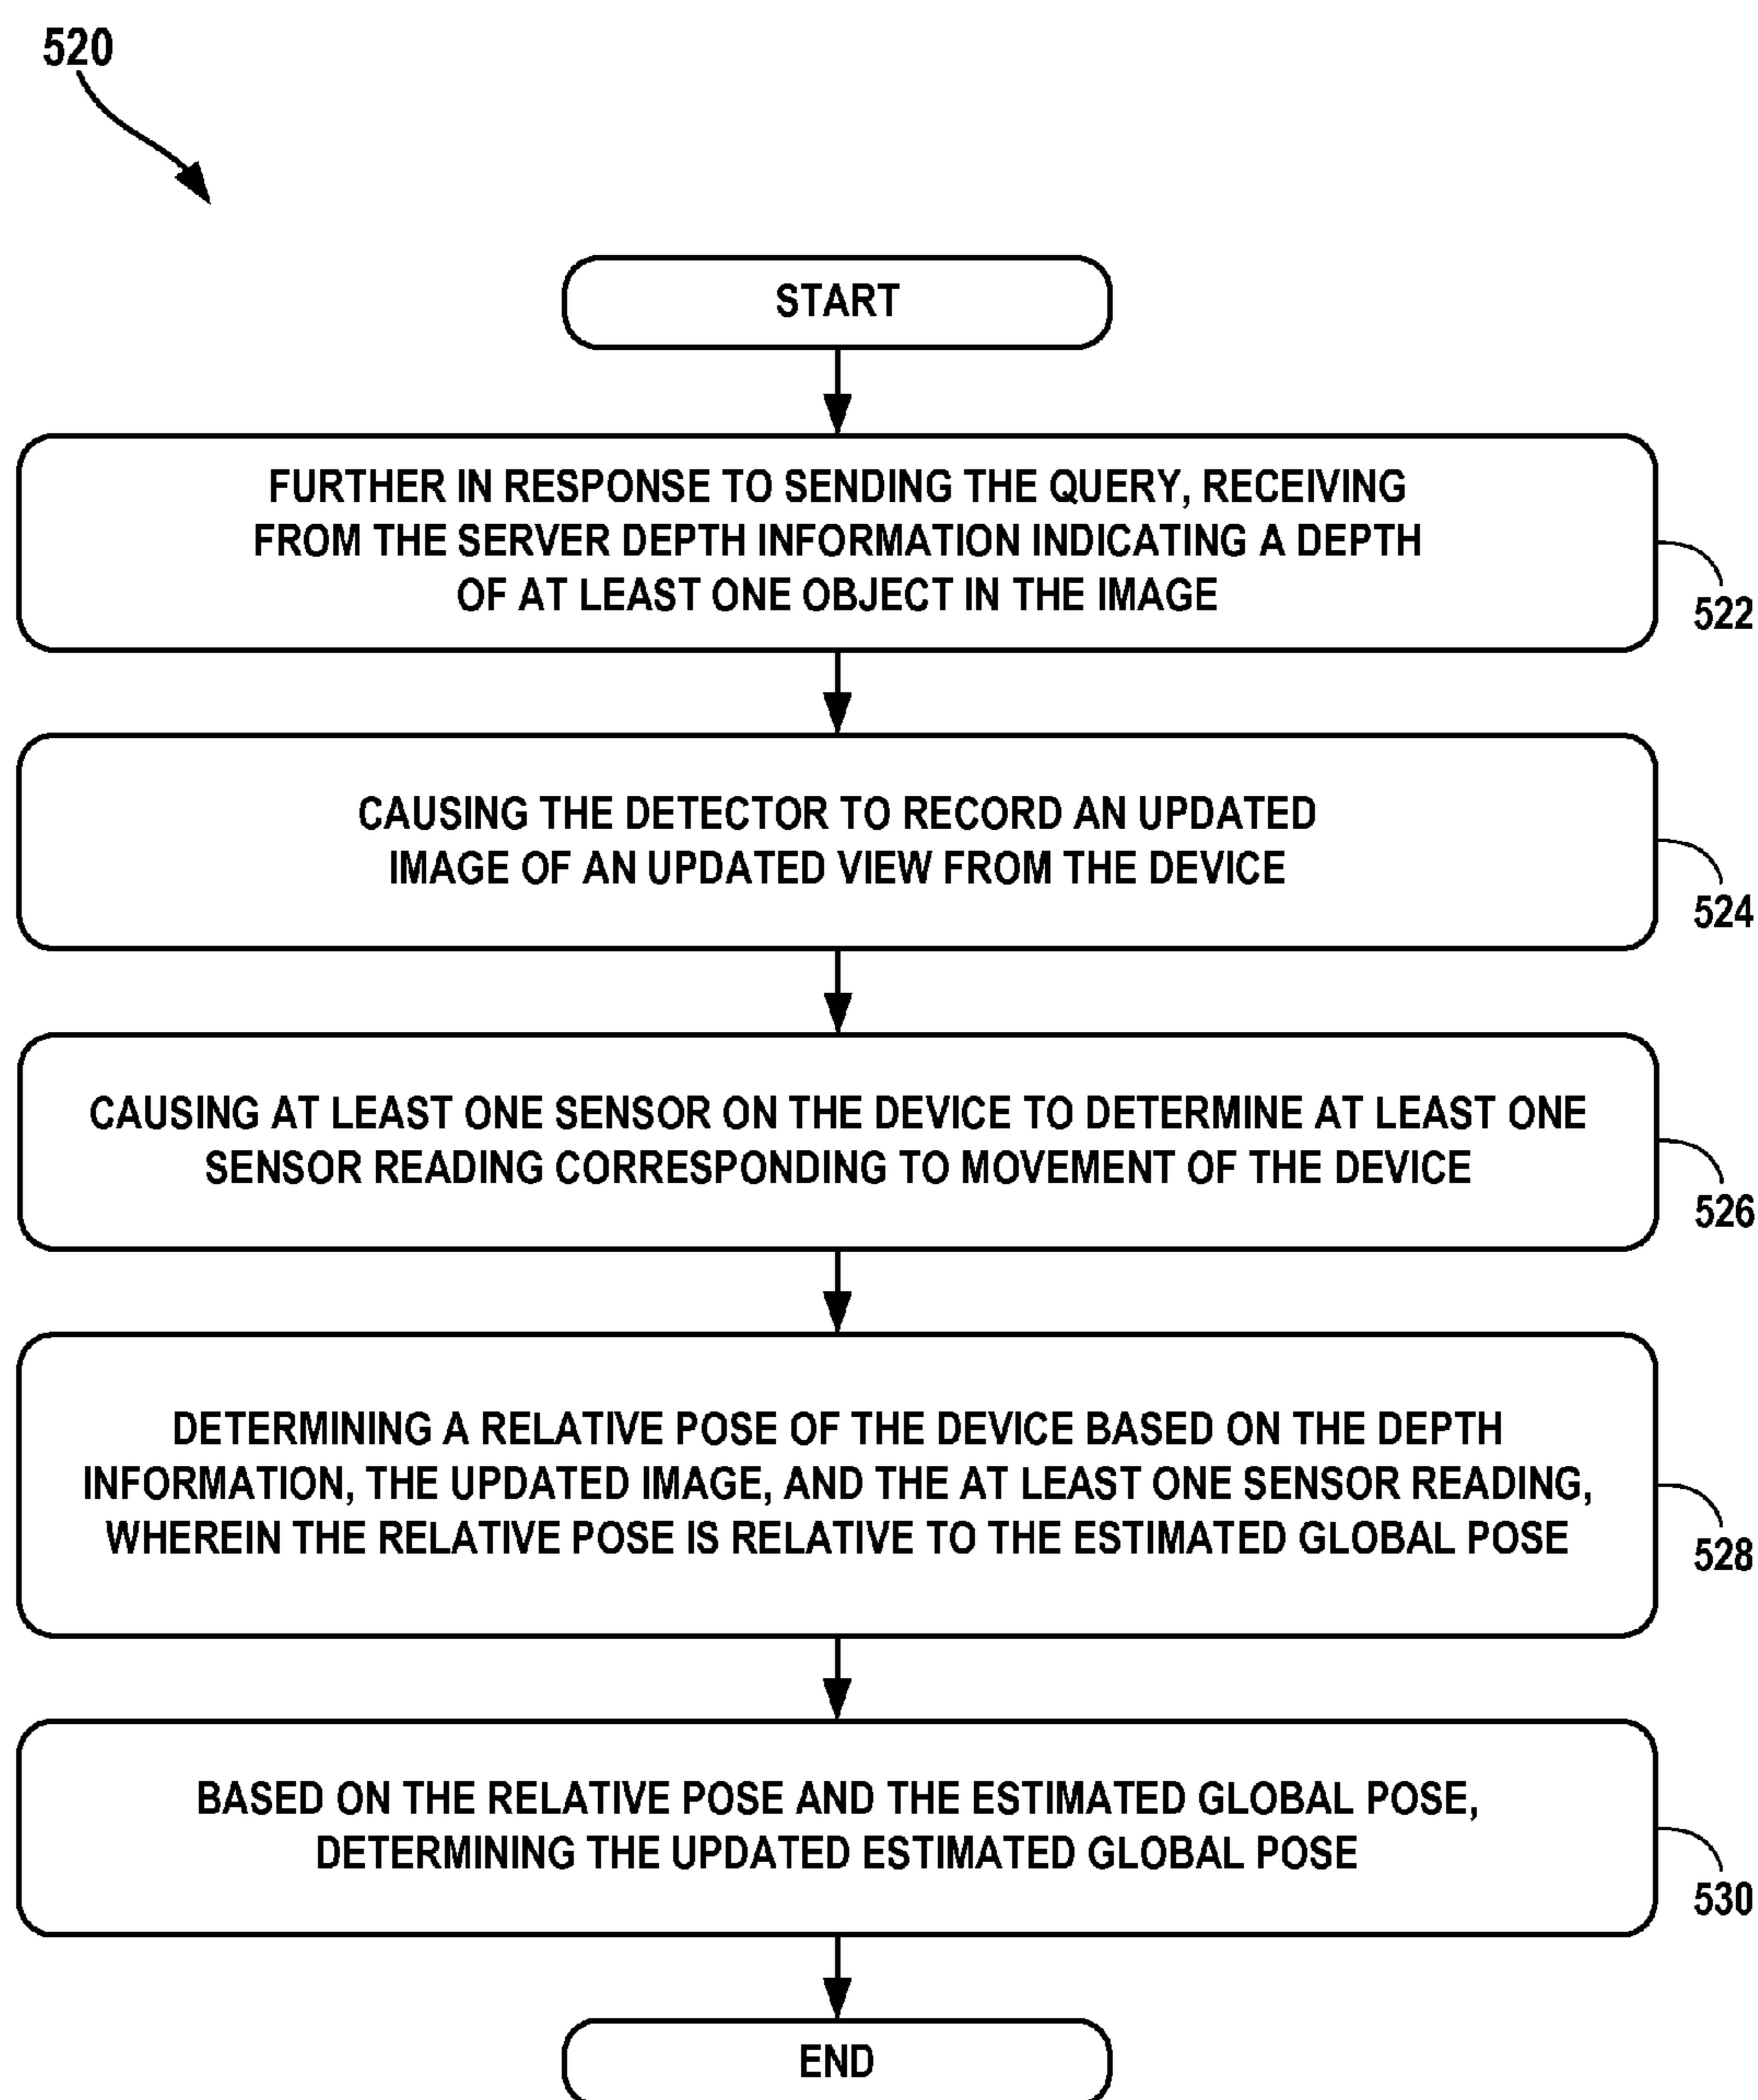 520
START
FURTHER IN RESPONSE TO SENDING THE QUERY, RECEIVING
FROM THE SERVER DEPTH INFORMATION INDICATING A DEPTH
OF AT LEAST ONE OBJECT IN THE IMAGE
522
CAUSING THE DETECTOR TO RECORD AN UPDATED
IMAGE OF AN UPDATED VIEW FROM THE DEVICE
524
CAUSING AT LEAST ONE SENSOR ON THE DEVICE TO DETERMINE AT LEAST ONE
SENSOR READING CORRESPONDING TO MOVEMENT OF THE DEVICE
526
DETERMINING A RELATIVE POSE OF THE DEVICE BASED ON THE DEPTH
INFORMATION, THE UPDATED IMAGE, AND THE AT LEAST ONE SENSOR READING,
WHEREIN THE RELATIVE POSE IS RELATIVE TO THE ESTIMATED GLOBAL POSE
528
BASED ON THE RELATIVE POSE AND THE ESTIMATED GLOBAL POSE,
DETERMINING THE UPDATED ESTIMATED GLOBAL POSE
530
END